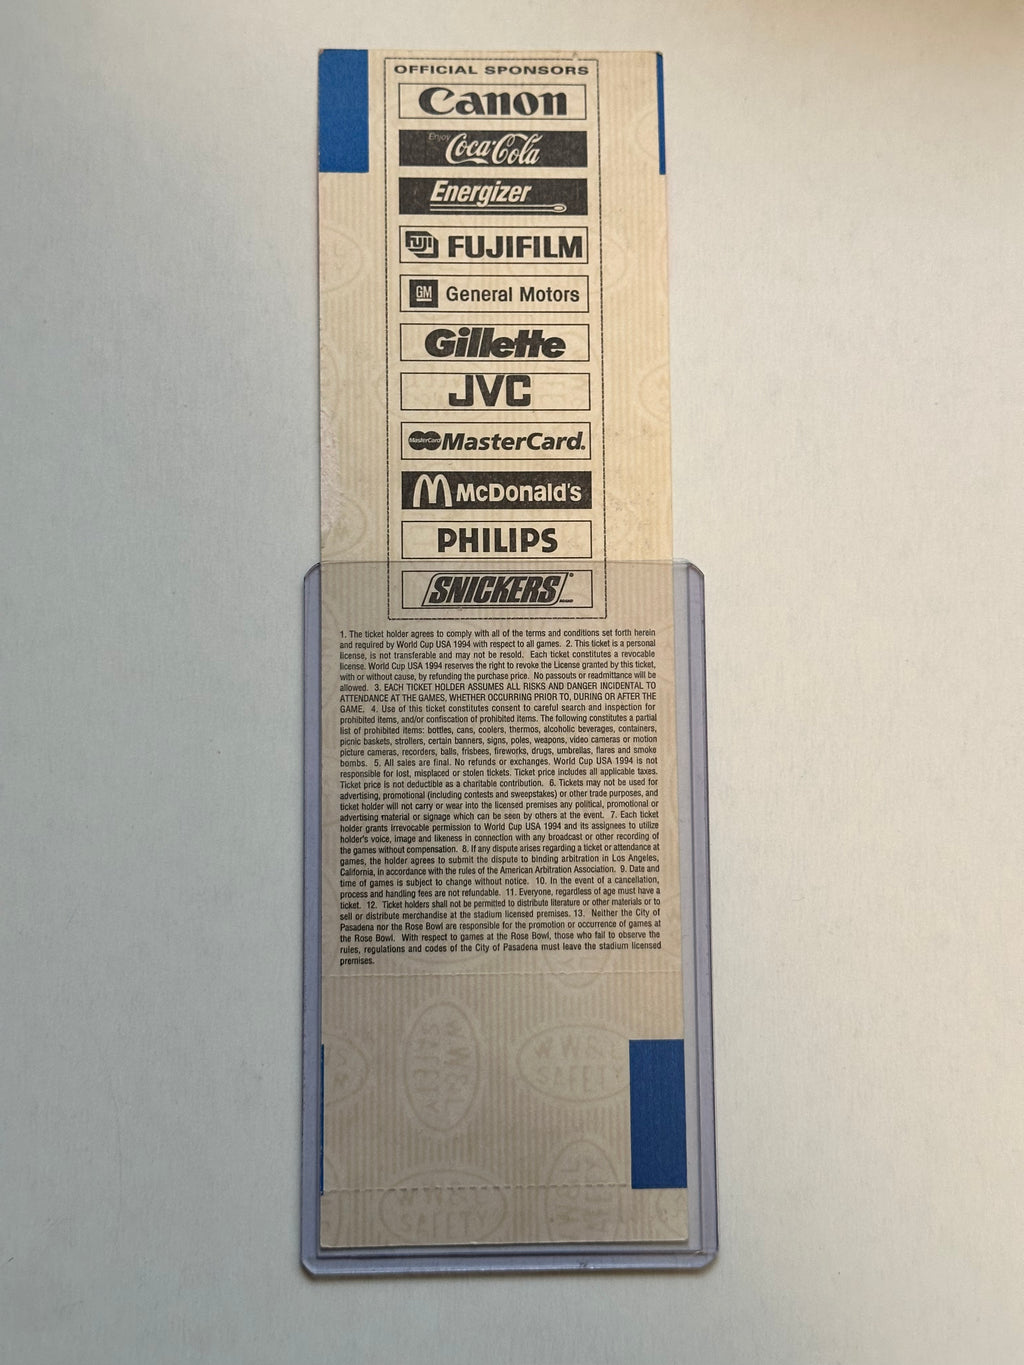 OFFICIAL SPONSORS
Canon
Enjoy
Coca-Cola
Energizer
FUJI FUJIFILM
GM General Motors
Gillette
JVC
MasterCard MasterCard.
McDonald's
PHILIPS
SNICKERS®
1. The ticket holder agrees to comply with all of the terms and conditions set forth herein
and required by World Cup USA 1994 with respect to all games. 2. This ticket is a personal
license, is not transferable and may not be resold. Each ticket constitutes a revocable
license. World Cup USA 1994 reserves the right to revoke the License granted by this ticket,
with or without cause, by refunding the purchase price. No passouts or readmittance will be
allowed. 3. EACH TICKET HOLDER ASSUMES ALL RISKS AND DANGER INCIDENTAL TO
ATTENDANCE AT THE GAMES, WHETHER OCCURRING PRIOR TO, DURING OR AFTER THE
GAME. 4. Use of this ticket constitutes consent to careful search and inspection for
prohibited items, and/or confiscation of prohibited items. The following constitutes a partial
list of prohibited items: bottles, cans, coolers, thermos, alcoholic beverages, containers,
picnic baskets, strollers, certain banners, signs, poles, weapons, video cameras or motion
picture cameras, recorders, balls, frisbees, fireworks, drugs, umbrellas, flares and smoke
bombs. 5. All sales are final. No refunds or exchanges. World Cup USA 1994 is not
responsible for lost, misplaced or stolen tickets. Ticket price includes all applicable taxes.
Ticket price is not deductible as a charitable contribution. 6. Tickets may not be used for
advertising, promotional (including contests and sweepstakes) or other trade purposes, and
ticket holder will not carry or wear into the licensed premises any political, promotional or
advertising material or signage which can be seen by others at the event. 7. Each ticket
holder grants irrevocable permission to World Cup USA 1994 and its assignees to utilize
holder's voice, image and likeness in connection with any broadcast or other recording of
the games without compensation. 8. If any dispute arises regarding a ticket or attendance at
games, the holder agrees to submit the dispute to binding arbitration in Los Angeles,
California, in accordance with the rules of the American Arbitration Association. 9. Date and
time of games is subject to change without notice. 10. In the event of a cancellation,
process and handling fees are not refundable. 11. Everyone, regardless of age must have a
ticket. 12. Ticket holders shall not be permitted to distribute literature or other materials or to
sell or distribute merchandise at the stadium licensed premises. 13. Neither the City of
Pasadena nor the Rose Bowl are responsible for the promotion or occurrence of games at
the Rose Bowl. With respect to games at the Rose Bowl, those who fail to observe the
rules, regulations and codes of the City of Pasadena must leave the stadium licensed
premises.
SAFETY
SAFETY